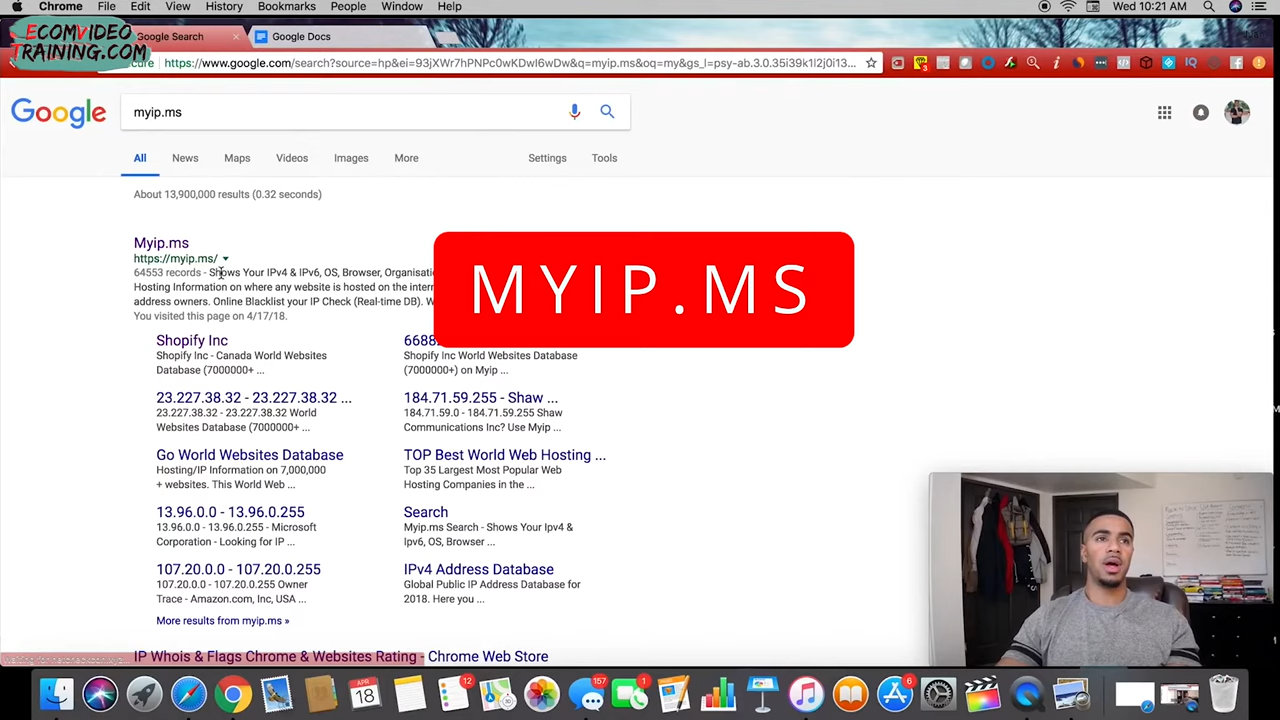 Chrome File Edit View History Bookmarks People Window Help Wed 10:21 AM
ECOMVIDEO
TRAINING.COM
Google Search
Google Docs
https://www.google.com/search?source=hp&ei=93jXWr7hPNPc0wKDwI6wDw&q=myip.ms&oq=my&gs_l=psy-ab.3.0.35i39k1l2j0i13...
Google
myip.ms
All News Maps Videos Images More Settings Tools
About 13,900,000 results (0.32 seconds)
Myip.ms
https://myip.ms/
64553 records - Shows Your IPv4 & IPv6, OS, Browser, Organisati
Hosting Information on where any website is hosted on the inter
address owners. Online Blacklist your IP Check (Real-time DB). W
You visited this page on 4/17/18.
MYIP.MS
Shopify Inc
Shopify Inc - Canada World Websites
Database (7000000+ ...
6688
Shopify Inc World Websites Database
(7000000+) on Myip ...
23.227.38.32 - 23.227.38.32 ...
23.227.38.32 - 23.227.38.32 World
Websites Database (7000000+ ...
184.71.59.255 - Shaw ...
184.71.59.0 - 184.71.59.255 Shaw
Communications Inc? Use Myip ...
Go World Websites Database
Hosting/IP Information on 7,000,000
+ websites. This World Web ...
TOP Best World Web Hosting ...
Top 35 Largest Most Popular Web
Hosting Companies in the ...
13.96.0.0 - 13.96.0.255
13.96.0.0 - 13.96.0.255 - Microsoft
Corporation - Looking for IP ...
Search
Myip.ms Search - Shows Your Ipv4 &
Ipv6, OS, Browser ...
107.20.0.0 - 107.20.0.255
107.20.0.0 - 107.20.0.255 Owner
Trace - Amazon.com, Inc, USA ...
IPv4 Address Database
Global Public IP Address Database for
2018. Here you ...
More results from myip.ms »
IP Whois & Flags Chrome & Websites Rating - Chrome Web Store
APR
18
12
157
1
6